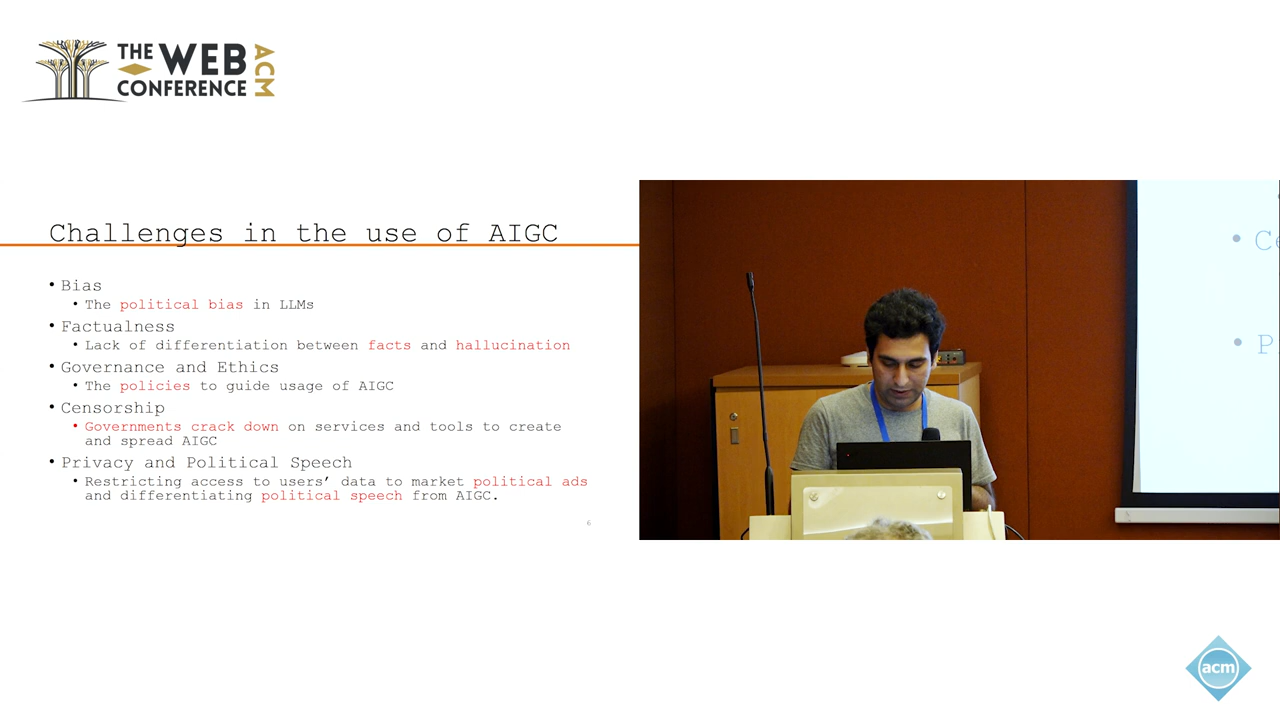 THE WEB
CONFERENCE
ACM
Challenges in the use of AIGC
• Bias
• The political bias in LLMs
• Factualness
• Lack of differentiation between facts and hallucination
• Governance and Ethics
• The policies to guide usage of AIGC
• Censorship
• Governments crack down on services and tools to create
and spread AIGC
• Privacy and Political Speech
• Restricting access to users’ data to market political ads
and differentiating political speech from AIGC.
6
• Ce
• P
acm